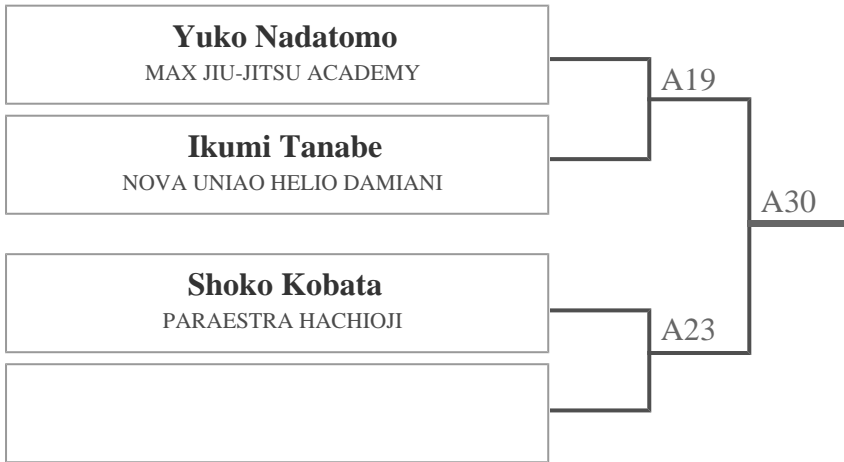 Yuko Nadatomo
MAX JIU-JITSU ACADEMY
A19
Ikumi Tanabe
NOVA UNIAO HELIO DAMIANI
A30
Shoko Kobata
PARAESTRA HACHIOJI
A23